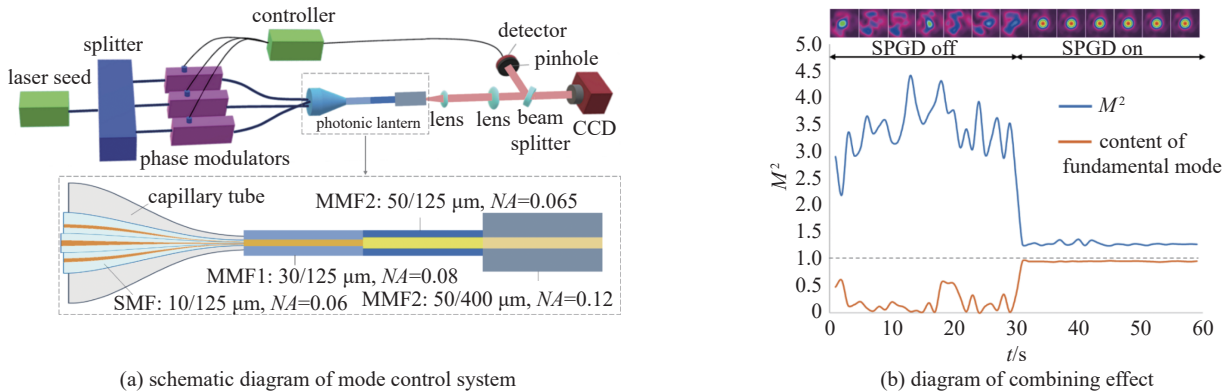 laser seed
splitter
controller
phase modulators
photonic lantern
lens
lens
beam
splitter
detector
pinhole
CCD
capillary tube
MMF2: 50/125 μm, NA=0.065
MMF1: 30/125 μm, NA=0.08
SMF: 10/125 μm, NA=0.06
MMF2: 50/400 μm, NA=0.12
(a) schematic diagram of mode control system
SPGD off
SPGD on
M²
content of
fundamental mode
M²
5.0
4.5
4.0
3.5
3.0
2.5
2.0
1.5
1.0
0.5
0
0
10
20
30
40
50
60
t/s
(b) diagram of combining effect